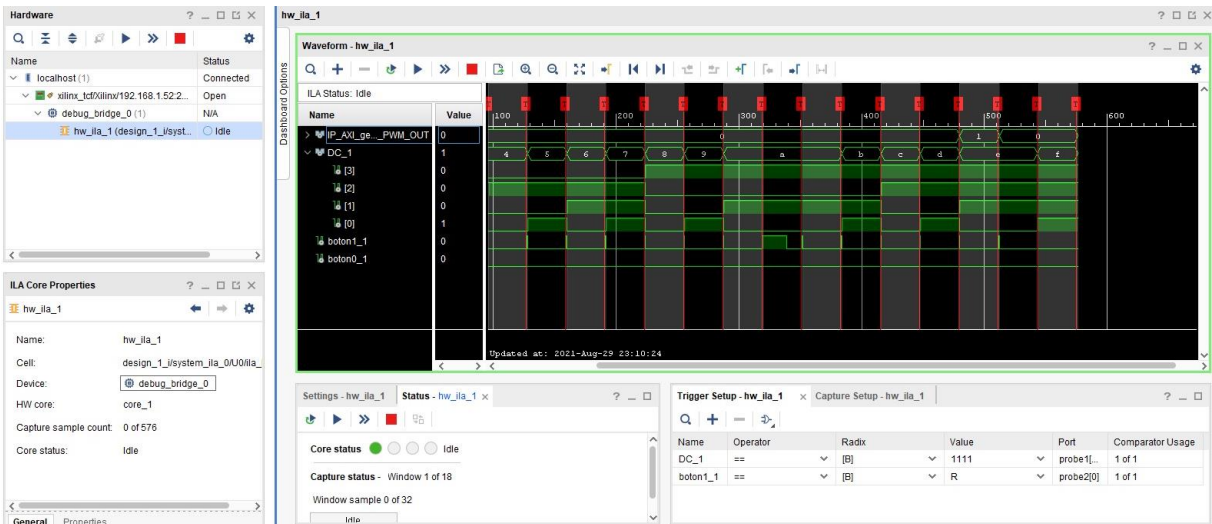 Hardware
Name Status
localhost (1) Connected
xilinx_tcf/Xilinx/192.168.1.52:2... Open
debug_bridge_0 (1) N/A
hw_ila_1 (design_1_i/syst... Idle
ILA Core Properties
hw_ila_1
Name: hw_ila_1
Cell: design_1_i/system_ila_0/U0/ila_
Device: debug_bridge_0
HW core: core_1
Capture sample count: 0 of 576
Core status: Idle
General Properties
hw_ila_1
Dashboard Options
Waveform - hw_ila_1
ILA Status: Idle
Name Value
100 200 300 400 500 600
IP_AXI_ge..._PWM_OUT 0 0 1 0
DC_1 1 4 5 6 7 8 9 a b c d e f
[3] 0
[2] 0
[1] 0
[0] 1
boton1_1 0
boton0_1 0
Updated at: 2021-Aug-29 23:10:24
Settings - hw_ila_1 Status - hw_ila_1
Core status Idle
Capture status - Window 1 of 18
Window sample 0 of 32
Idle
Trigger Setup - hw_ila_1 Capture Setup - hw_ila_1
Name Operator Radix Value Port Comparator Usage
DC_1 == [B] 1111 probe1[... 1 of 1
boton1_1 == [B] R probe2[0] 1 of 1